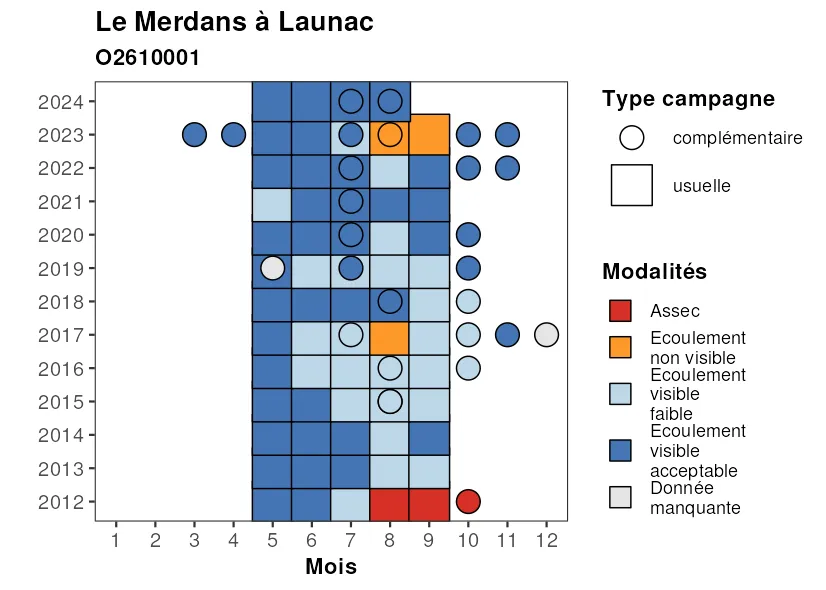 Le Merdans à Launac
O2610001
2024
2023
2022
2021
2020
2019
2018
2017
2016
2015
2014
2013
2012
1 2 3 4 5 6 7 8 9 10 11 12
Mois
Type campagne
complémentaire
usuelle
Modalités
Assec
Ecoulement
non visible
Ecoulement
visible
faible
Ecoulement
visible
acceptable
Donnée
manquante